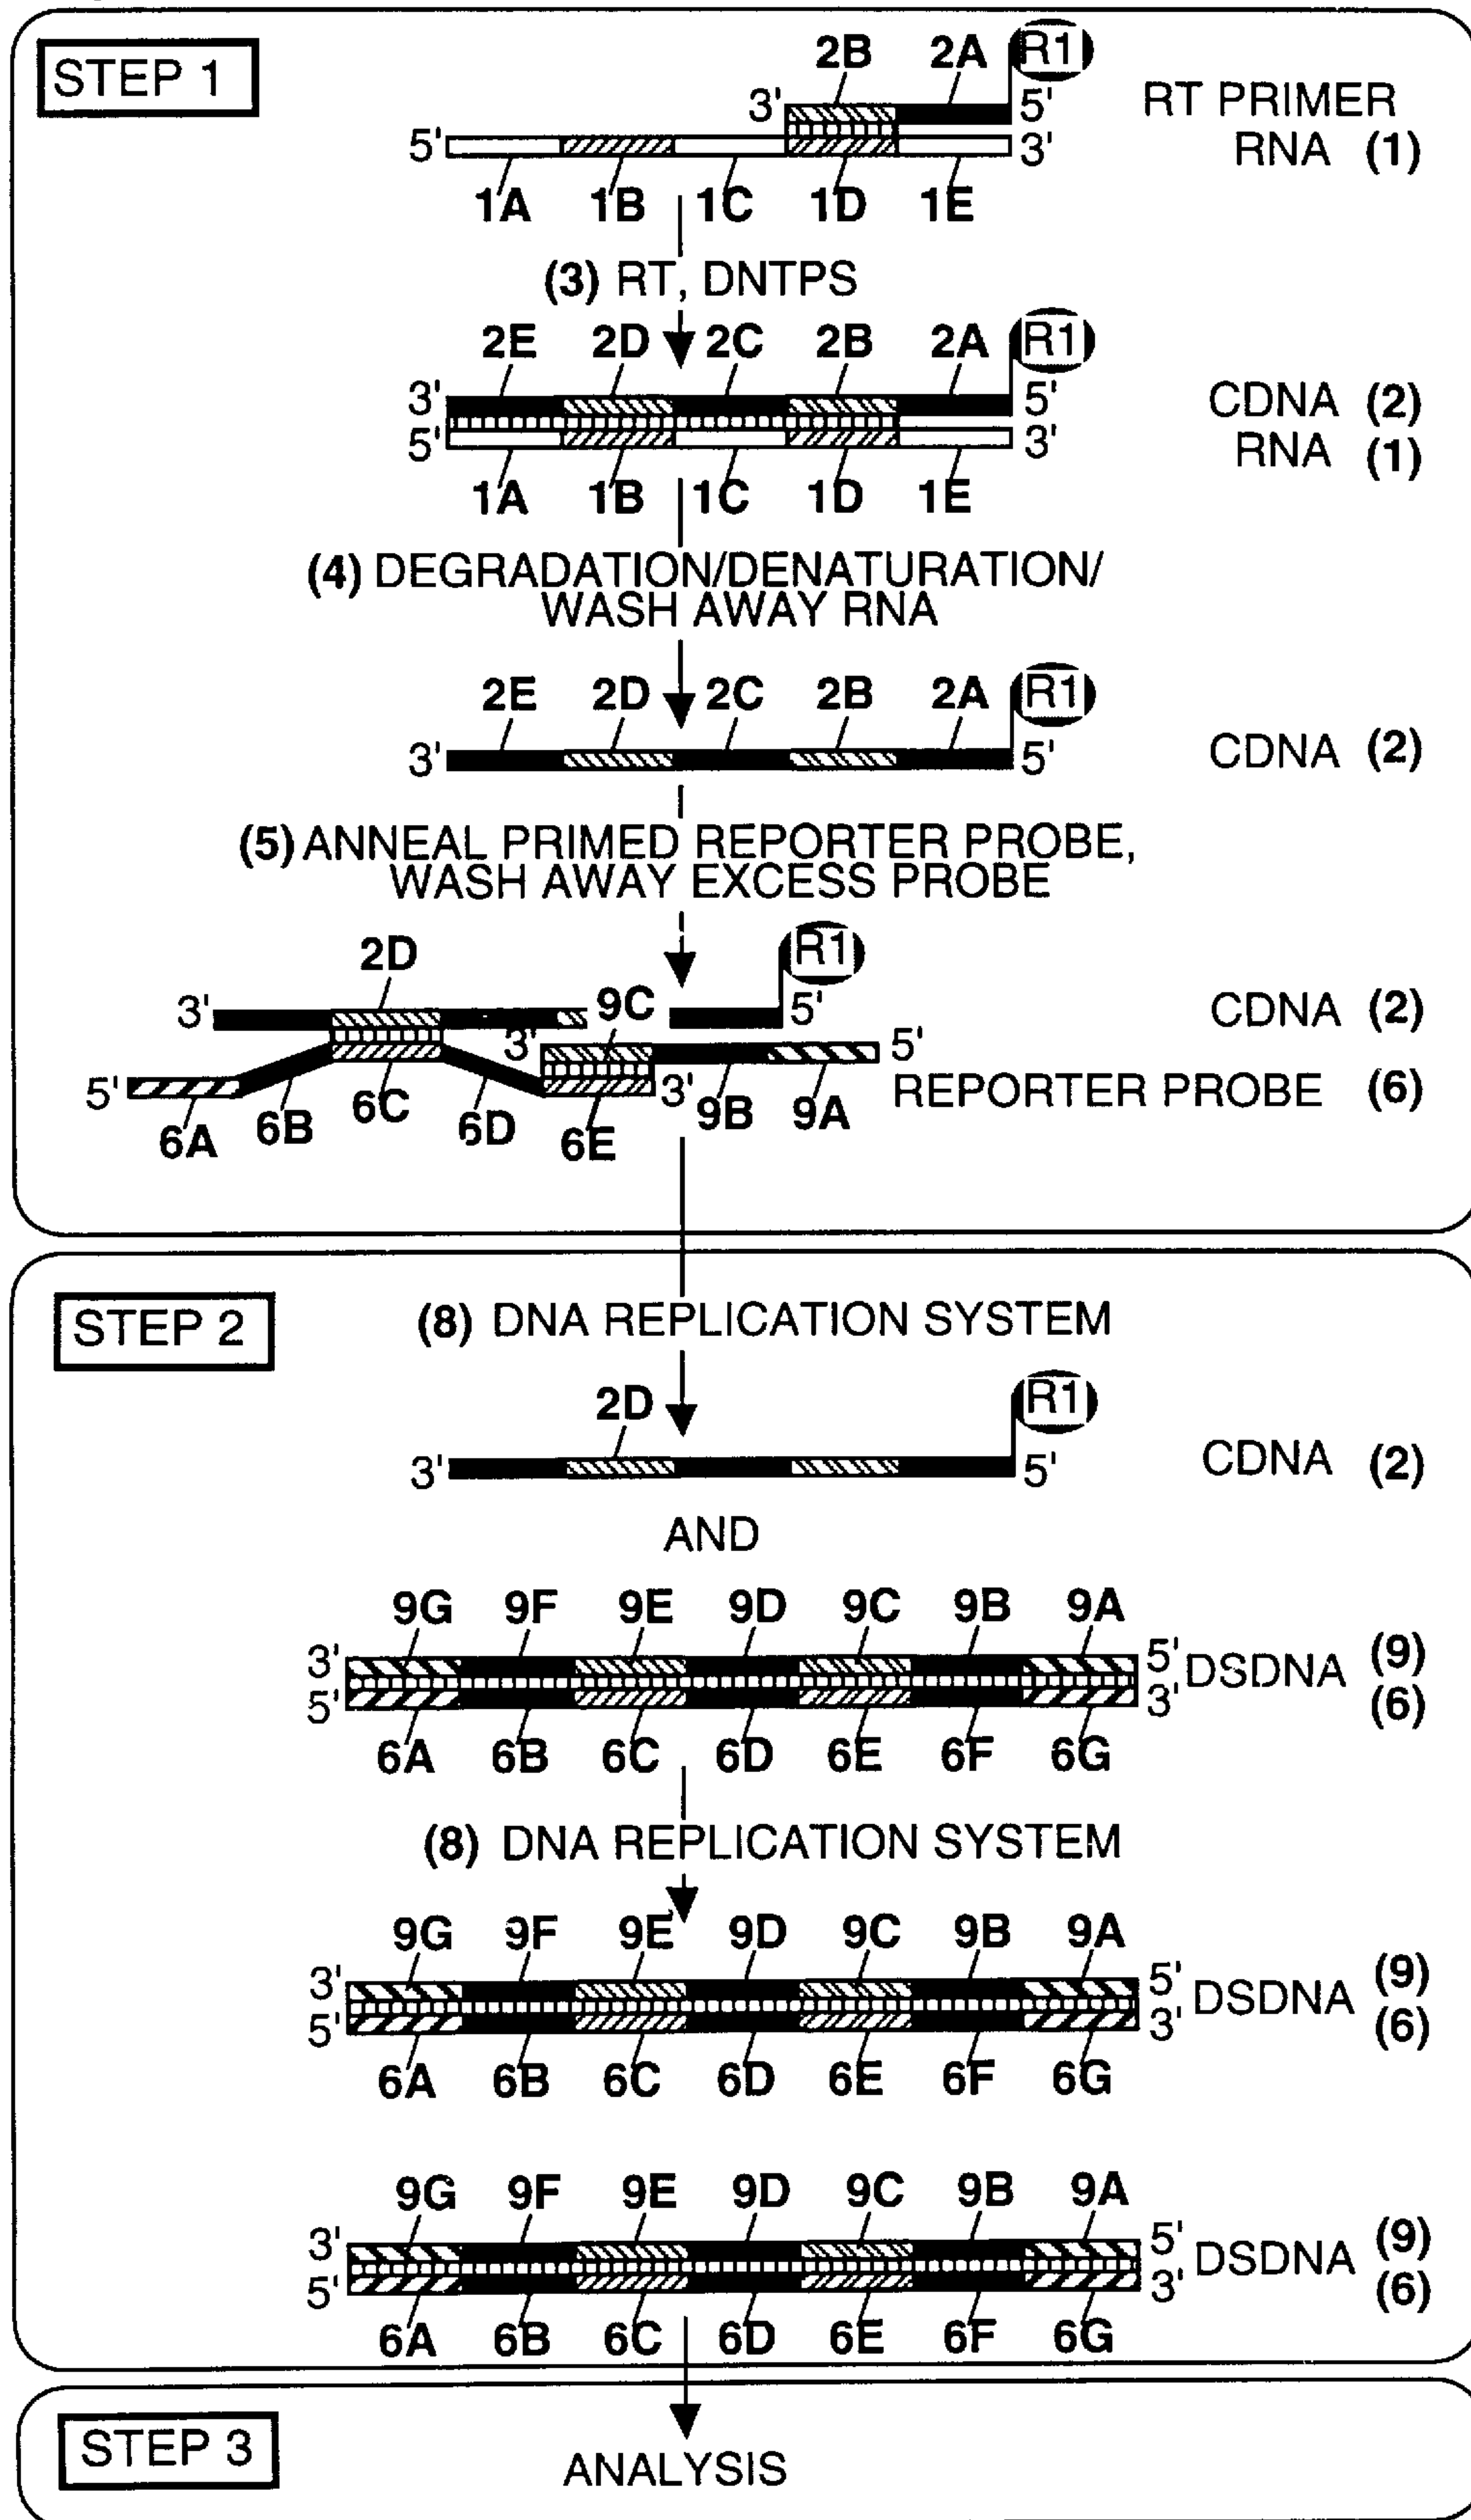 STEP 1
2B 2A R1
3' 5' RT PRIMER
5' 3' RNA (1)
1A 1B 1C 1D 1E
(3) RT, DNTPS
2E 2D 2C 2B 2A R1
3' 5' CDNA (2)
5' 3' RNA (1)
1A 1B 1C 1D 1E
(4) DEGRADATION/DENATURATION/
WASH AWAY RNA
2E 2D 2C 2B 2A R1
3' 5' CDNA (2)
(5) ANNEAL PRIMED REPORTER PROBE,
WASH AWAY EXCESS PROBE
2D R1
3' 9C 5' CDNA (2)
3' 5'
5' 3' REPORTER PROBE (6)
6A 6B 6C 6D 6E 9B 9A
STEP 2
(8) DNA REPLICATION SYSTEM
2D R1
3' 5' CDNA (2)
AND
9G 9F 9E 9D 9C 9B 9A
3' 5' DSDNA (9)
5' 3' (6)
6A 6B 6C 6D 6E 6F 6G
(8) DNA REPLICATION SYSTEM
9G 9F 9E 9D 9C 9B 9A
3' 5' DSDNA (9)
5' 3' (6)
6A 6B 6C 6D 6E 6F 6G
9G 9F 9E 9D 9C 9B 9A
3' 5' DSDNA (9)
5' 3' (6)
6A 6B 6C 6D 6E 6F 6G
STEP 3
ANALYSIS